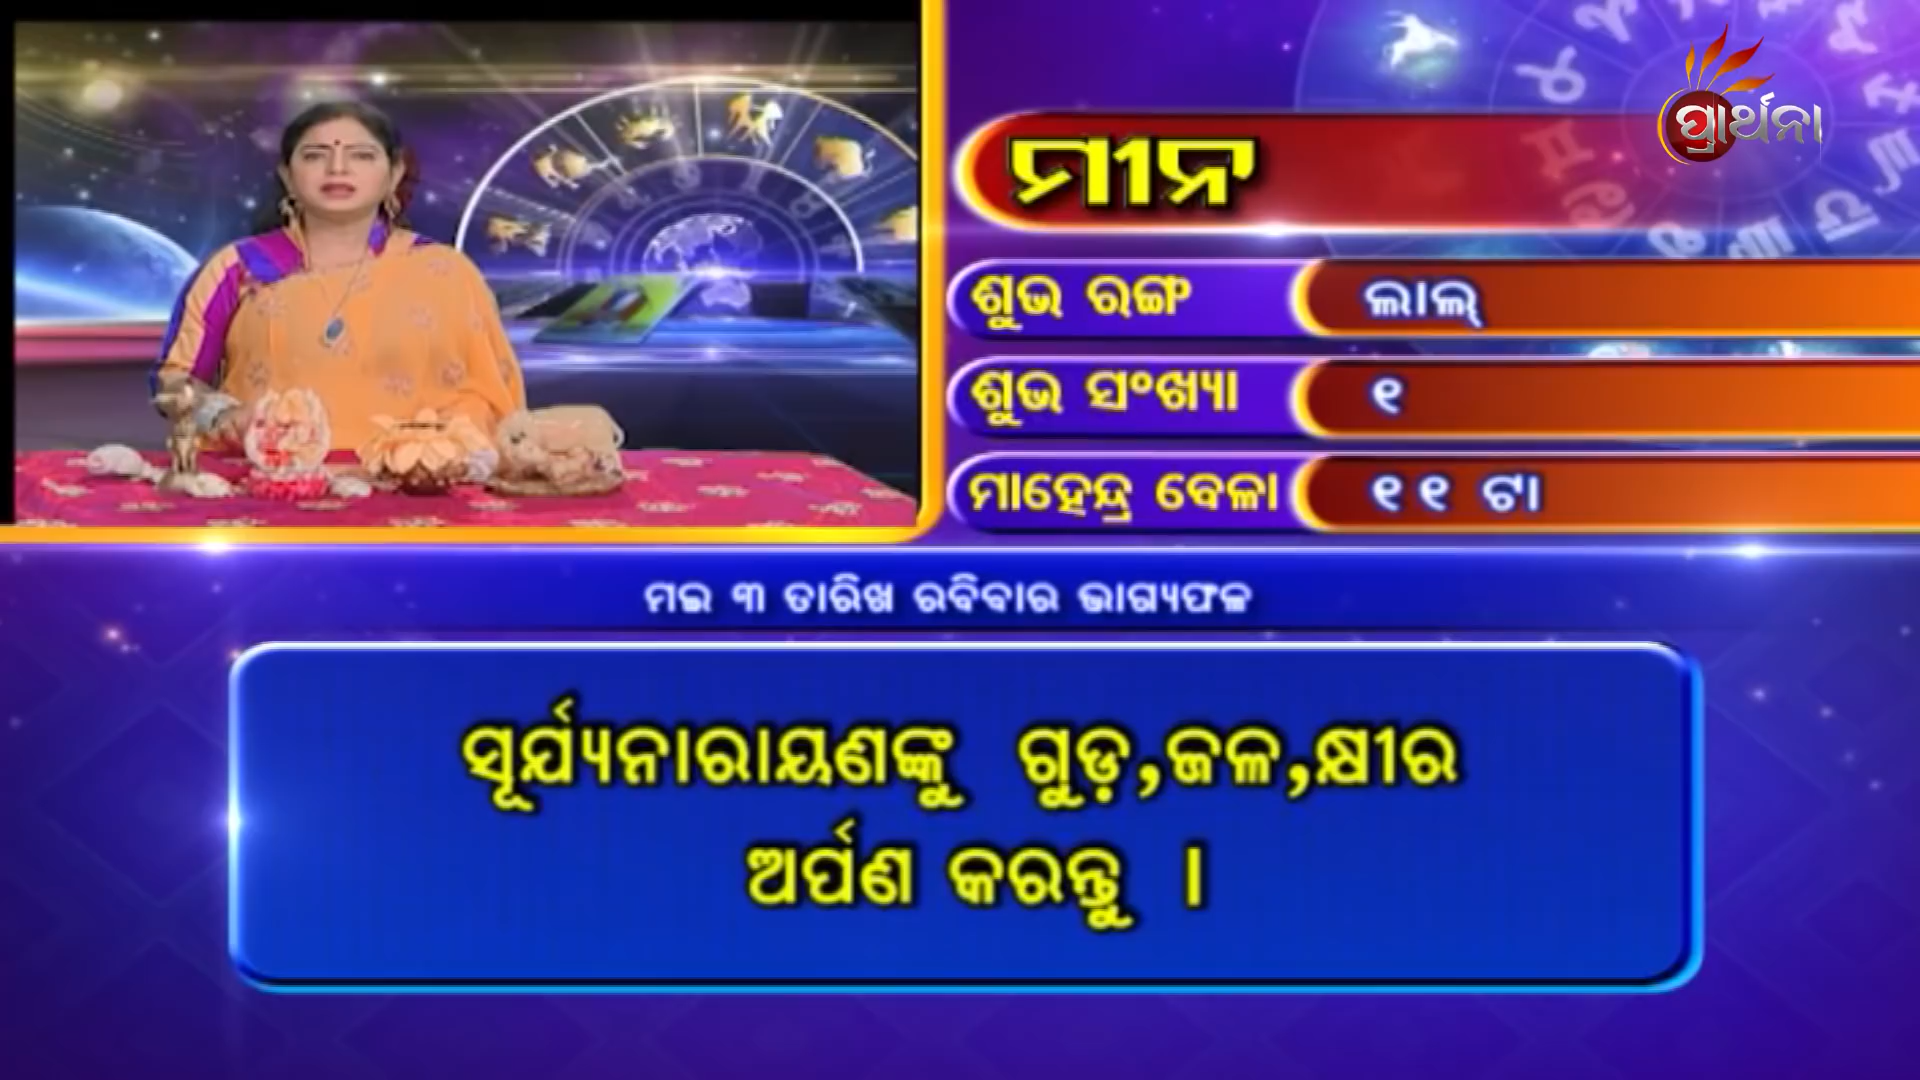 ପ୍ରାର୍ଥନା
ମୀନ
ଶୁଭ ରଙ୍ଗ ଲାଲ୍
ଶୁଭ ସଂଖ୍ୟା ୧
ମାହେନ୍ଦ୍ର ବେଳା ୧୧ ଟା
ମଇ ୩ ତାରିଖ ରବିବାର ଭାଗ୍ୟଫଳ
ସୂର୍ଯ୍ୟନାରାୟଣଙ୍କୁ ଗୁଡ଼,ଜଳ,କ୍ଷୀର
ଅର୍ପଣ କରନ୍ତୁ ।